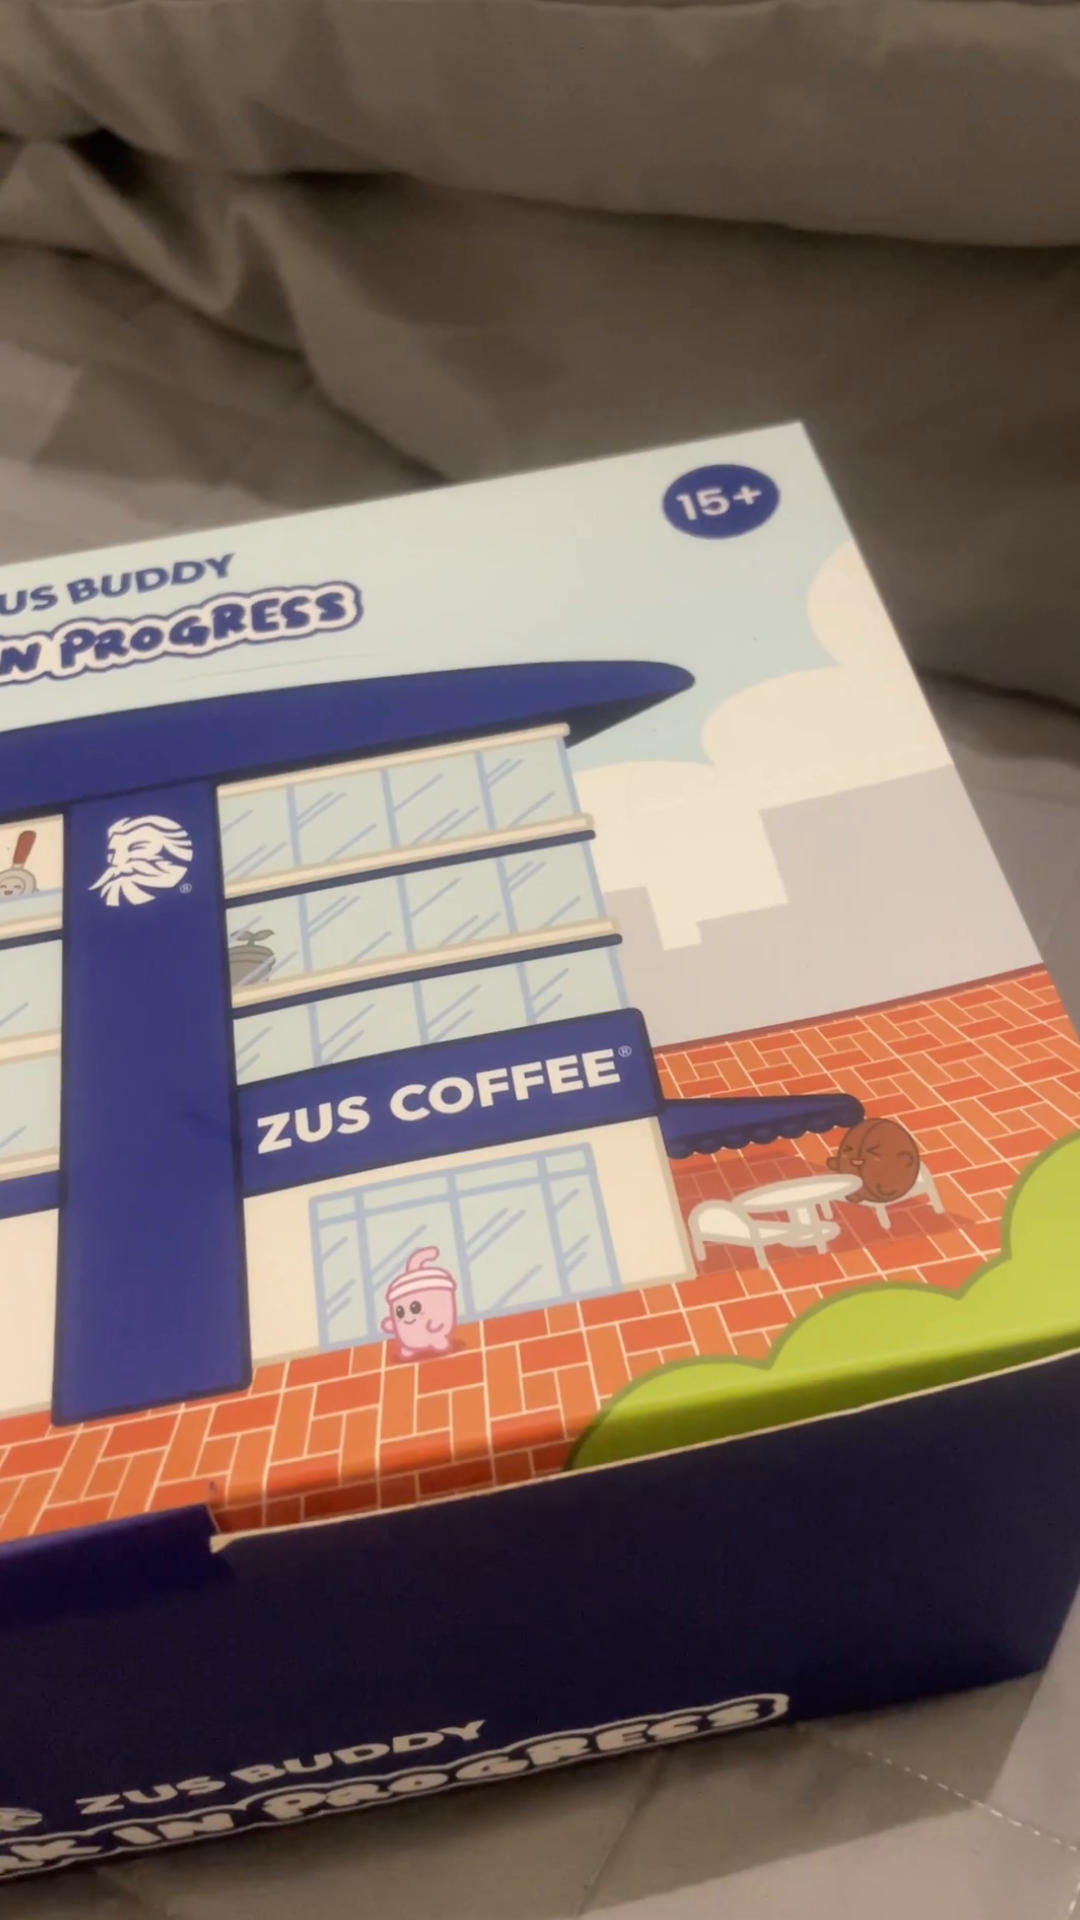 15+
US BUDDY
N PROGRESS
®
ZUS COFFEE®
ZUS BUDDY
IN PROGRESS